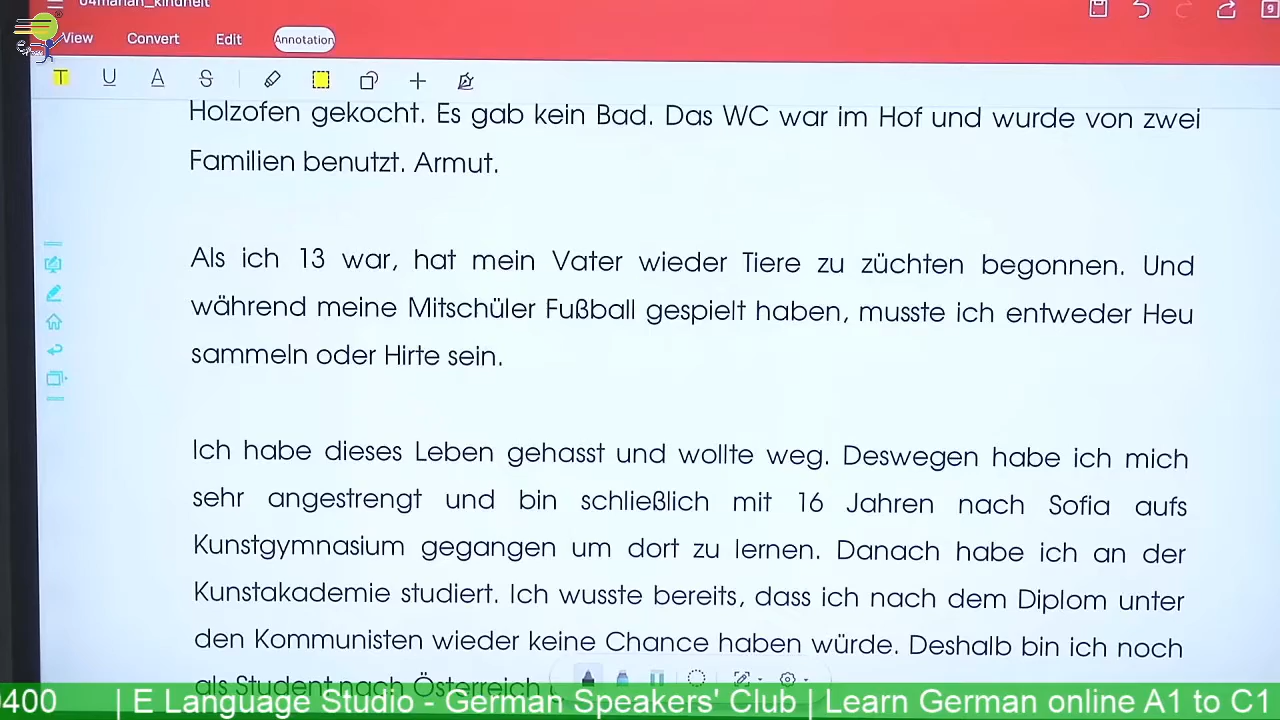 04marian_kindheit
View Convert Edit Annotation
9
T U A S
Holzofen gekocht. Es gab kein Bad. Das WC war im Hof und wurde von zwei
Familien benutzt. Armut.
Als ich 13 war, hat mein Vater wieder Tiere zu züchten begonnen. Und
während meine Mitschüler Fußball gespielt haben, musste ich entweder Heu
sammeln oder Hirte sein.
Ich habe dieses Leben gehasst und wollte weg. Deswegen habe ich mich
sehr angestrengt und bin schließlich mit 16 Jahren nach Sofia aufs
Kunstgymnasium gegangen um dort zu lernen. Danach habe ich an der
Kunstakademie studiert. Ich wusste bereits, dass ich nach dem Diplom unter
den Kommunisten wieder keine Chance haben würde. Deshalb bin ich noch
als Student nach Österreich
0400 | E Language Studio - German Speakers' Club | Learn German online A1 to C1